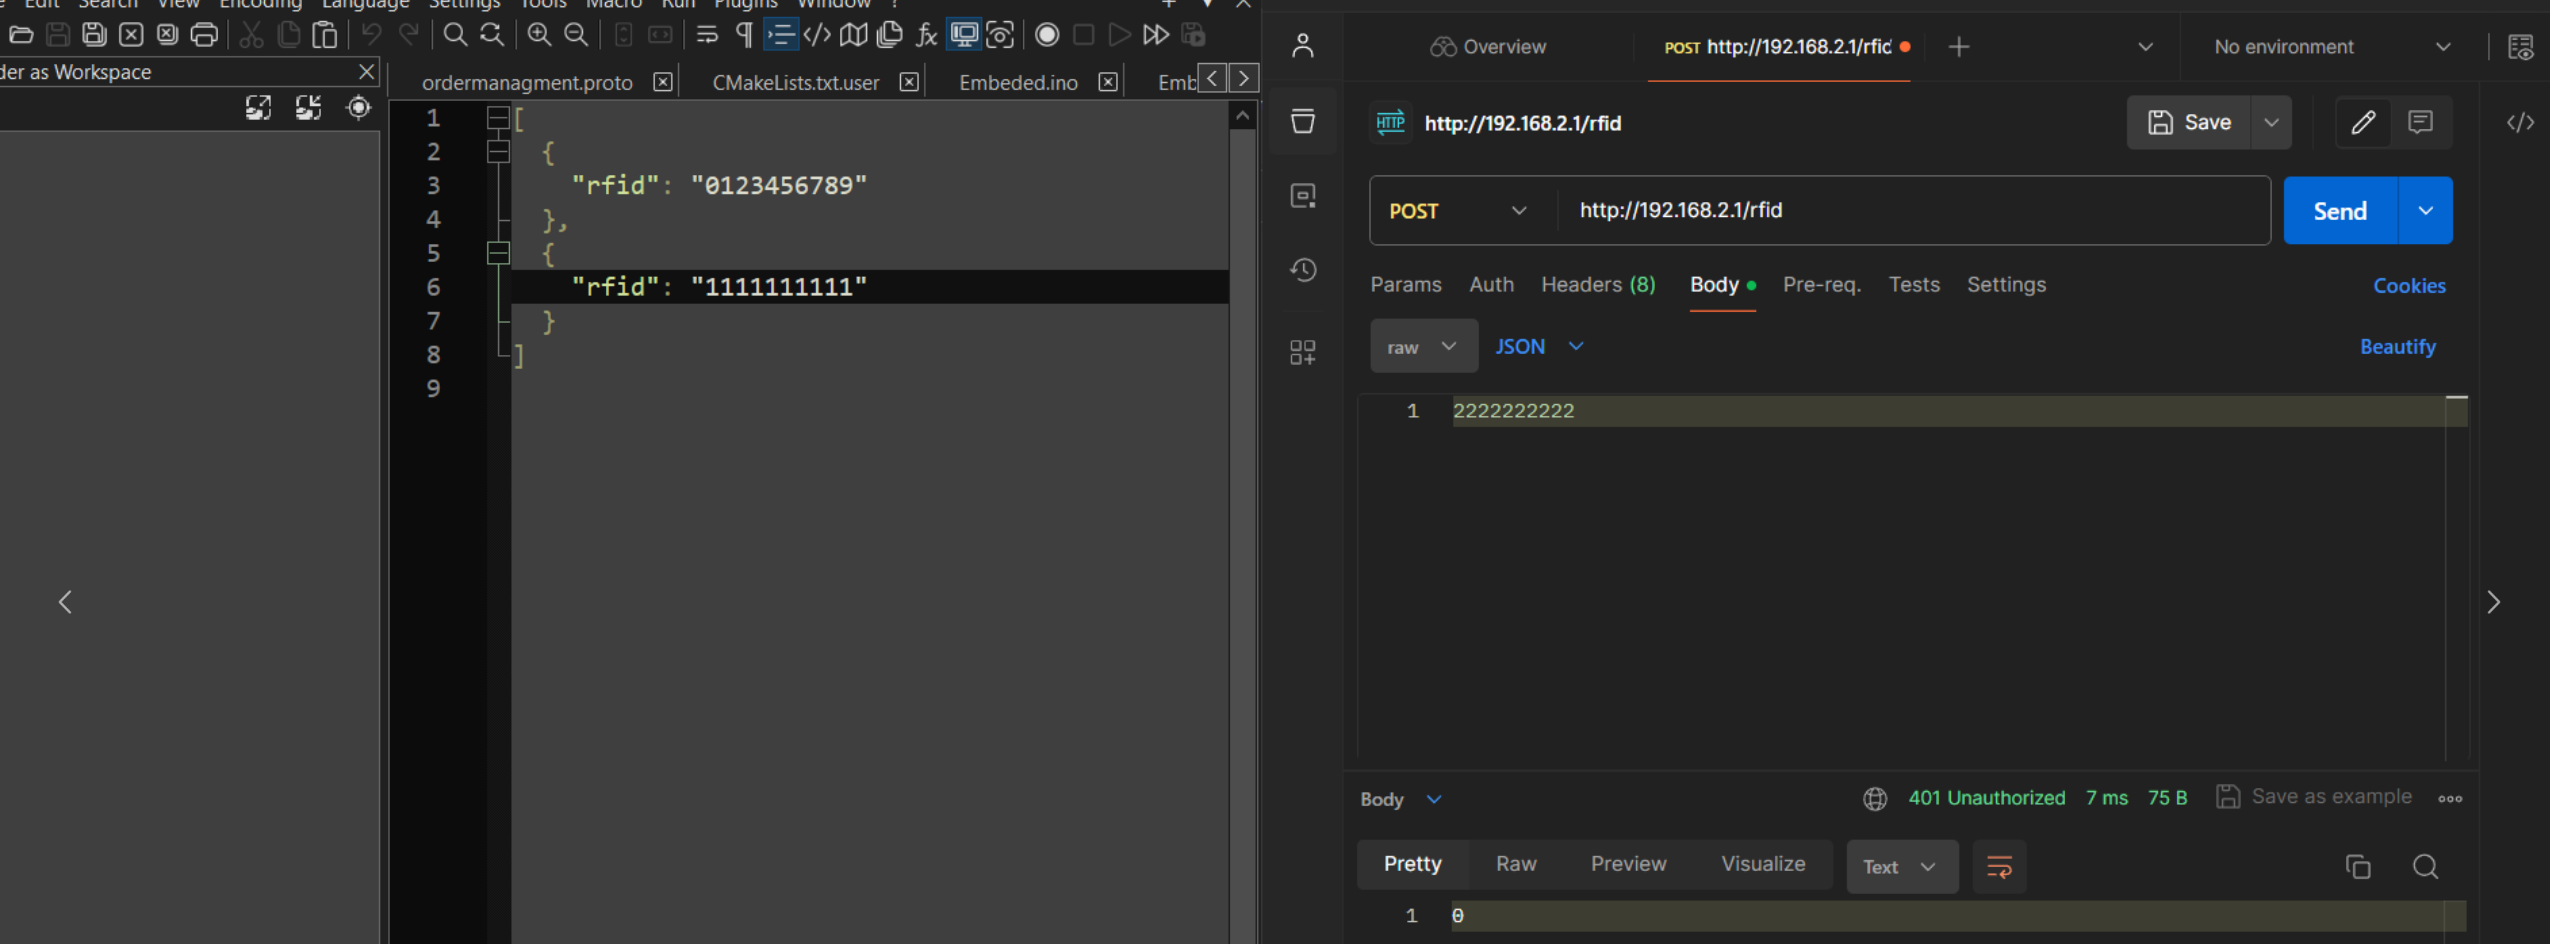 Edit Search View Encoding Language Settings Tools Macro Run Plugins Window ?
der as Workspace
ordermanagment.proto
CMakeLists.txt.user
Embeded.ino
Emb
1 [
2 {
3 "rfid": "0123456789"
4 },
5 {
6 "rfid": "1111111111"
7 }
8 ]
9
Overview
POST http://192.168.2.1/rfic
No environment
HTTP http://192.168.2.1/rfid
Save
POST
http://192.168.2.1/rfid
Send
Params Auth Headers (8) Body Pre-req. Tests Settings
Cookies
raw
JSON
Beautify
1 2222222222
Body
401 Unauthorized 7 ms 75 B
Save as example
Pretty Raw Preview Visualize
Text
1 0